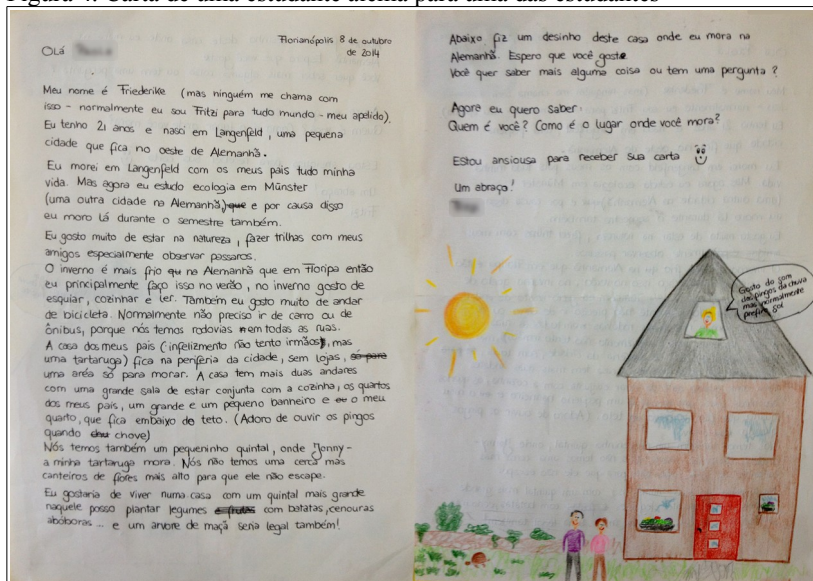 Figura 4. Carta de uma estudante alemã para uma das estudantes
Florianópolis 8 de outubro
de 2014
Olá
Meu nome é Friederike (mas ninguém me chama com
isso - normalmente eu sou Fritzi para tudo mundo - meu apelido).
Eu tenho 21 anos e nasci em Langenfeld, uma pequena
cidade que fica no oeste de Alemanha.
Eu morei em Langenfeld com os meus pais tudo minha
vida. Mas agora eu estudo ecologia em Münster
(uma outra cidade na Alemanha) que e por causa disso
eu moro lá durante o semestre também.
Eu gosto muito de estar na natureza, fazer trilhas com meus
amigos especialmente observar passaros.
O inverno é mais frio qu na Alemanha que em Floripa então
eu principalmente faço isso no verão, no inverno gosto de
esquiar, cozinhar e ler. Também eu gosto muito de andar
de bicicleta. Normalmente não preciso ir de carro ou de
ônibus, porque nós temos rodovias em todas as ruas.
A casa dos meus pais (infelizmento não tento irmãos, mas
uma tartaruga) fica na periferia da cidade, sem lojas, só para
uma aréa só para morar. A casa tem mais duas andares
com uma grande sala de estar conjunta com a cozinha, os quartos
dos meus pais, um grande e um pequeno banneiro e o meu
quarto, que fica embaixo do teto. (Adoro de ouvir os pingos
quando chove)
Nós temos também um pequeninho quintal, onde Jonny-
a minha tartaruga mora. Nós não temos uma cerca mas
canteiros de flores mais alto para que ele não escape.
Eu gostaria de viver numa casa com um quintal mais grande
naquele posso plantar legumes e frutas com batatas, cenouras
abóboras ... e um arvore de maçã seria legal também!
Abaixo fiz um desinho deste casa onde eu mora na
Alemanhã. Espero que você goste
Você quer saber mais alguma coisa ou tem uma pergunta?
Agora eu quero saber:
Quem é você? Como é o lugar onde você mora?
Estou ansiousa para receber sua carta
Um abraço!
Gosto do som
dos pingos da chuva
mas normalmente
prefiro sol